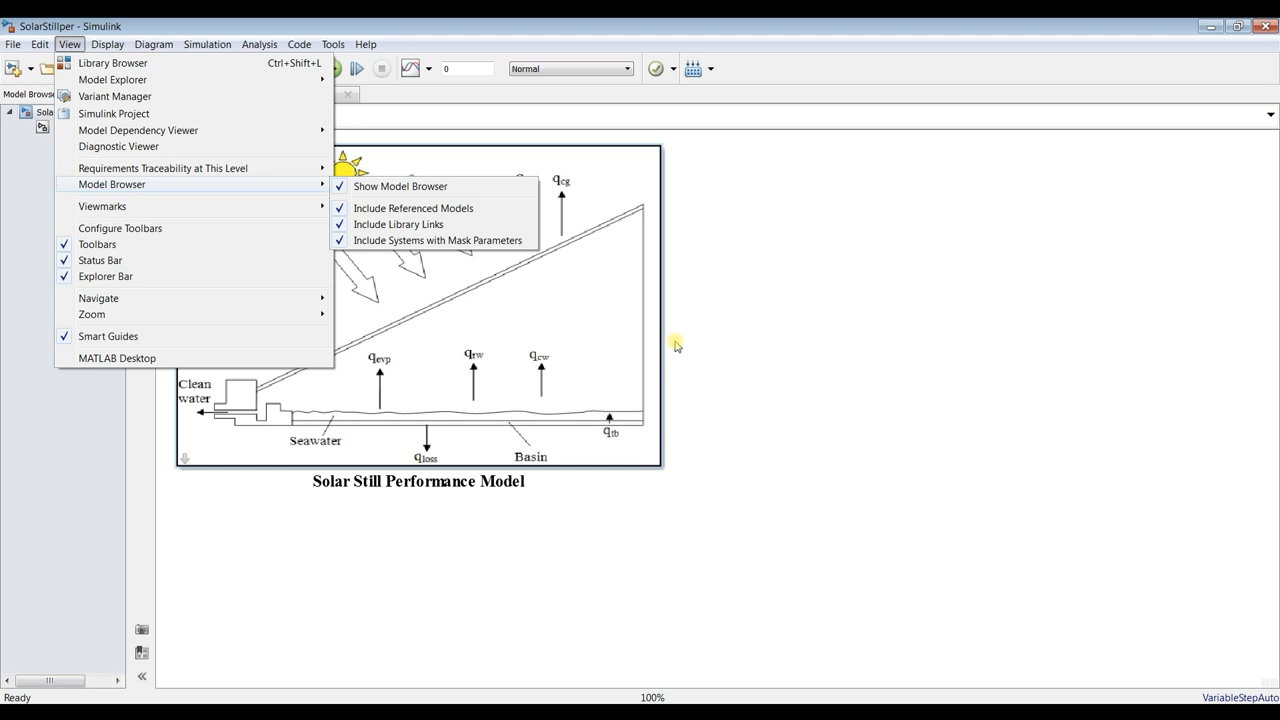 SolarStillper - Simulink
File Edit View Display Diagram Simulation Analysis Code Tools Help
Library Browser Ctrl+Shift+L
Model Explorer
Variant Manager
Simulink Project
Model Dependency Viewer
Diagnostic Viewer
Requirements Traceability at This Level
Model Browser
Viewmarks
Configure Toolbars
Toolbars
Status Bar
Explorer Bar
Navigate
Zoom
Smart Guides
MATLAB Desktop
Show Model Browser
Include Referenced Models
Include Library Links
Include Systems with Mask Parameters
0
Normal
Model Browse
Sola
qcg
qevp
qrw
qcw
Clean
water
Seawater
qloss
Basin
qfb
Solar Still Performance Model
Ready
100%
VariableStepAuto